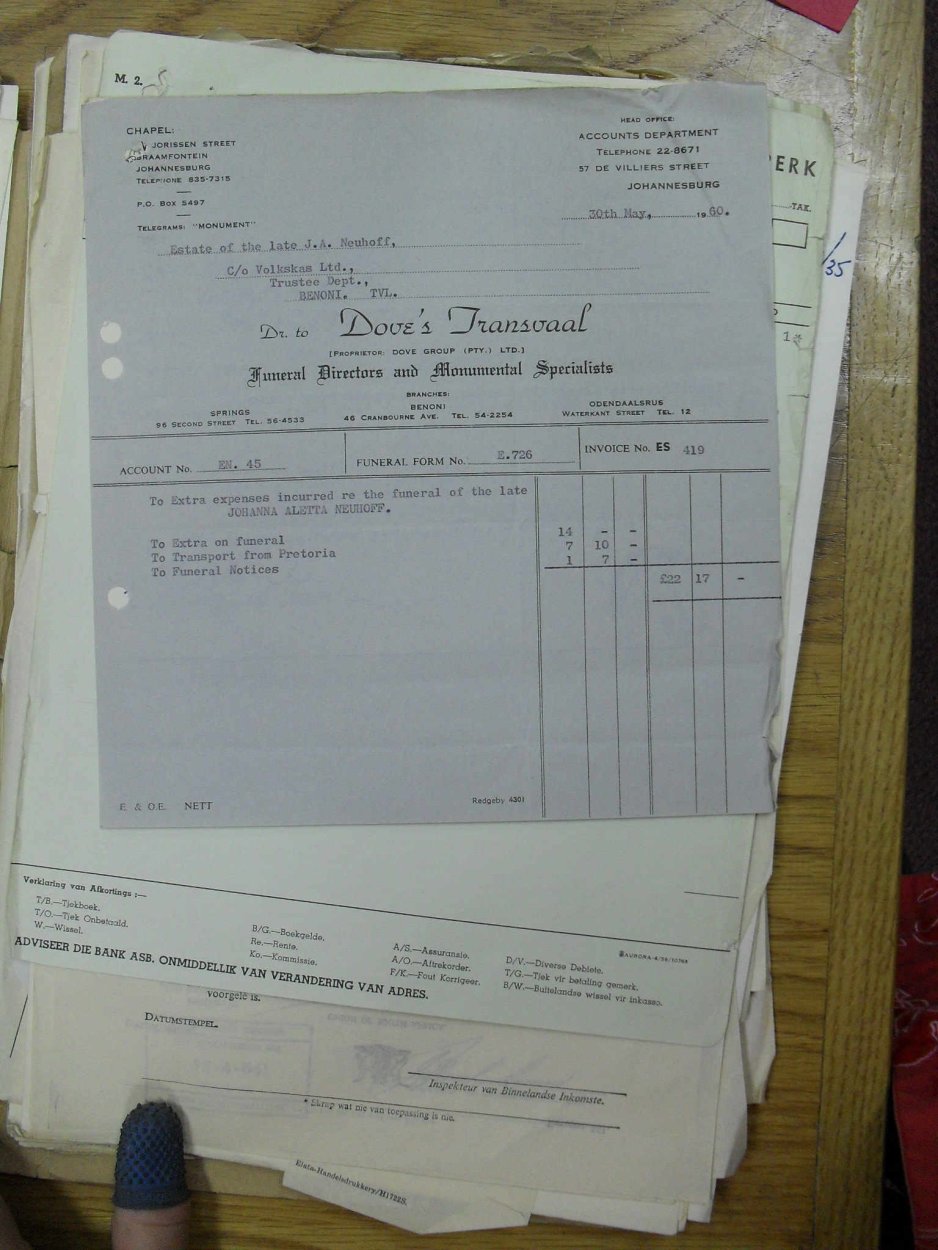 M. 2.
CHAPEL:
JORISSEN STREET
BRAAMFONTEIN
JOHANNESBURG
TELEPHONE 835-7315
P.O. BOX 5497
TELEGRAMS: "MONUMENT"
HEAD OFFICE:
ACCOUNTS DEPARTMENT
TELEPHONE 22-8671
57 DE VILLIERS STREET
JOHANNESBURG
30th May, 1960.
Estate of the late J.A. Neuhoff,
C/o Volkskas Ltd.,
Trustee Dept.,
BENONI. TVL.
Dr. to Dove's Transvaal
[PROPRIETOR: DOVE GROUP (PTY.) LTD.]
Funeral Directors and Monumental Specialists
BRANCHES:
SPRINGS
96 SECOND STREET TEL. 56-4533
BENONI
46 CRANBOURNE AVE. TEL. 54-2254
ODENDAALSRUS
WATERKANT STREET TEL. 12
ACCOUNT No. EN. 45
FUNERAL FORM No. E.726
INVOICE No. ES 419
To Extra expenses incurred re the funeral of the late
JOHANNA ALETTA NEUHOFF.
To Extra on funeral 14 - -
To Transport from Pretoria 7 10 -
To Funeral Notices 1 7 -
£22 17 -
E. & O.E. NETT
Redgeby 4301
ERK
TAK.
1
/35
Verklaring van Afkortings :—
T/B.—Tjekboek.
T/O.—Tjek Onbetaald.
W.—Wissel.
B/G.—Boekgelde.
Re.—Rente.
Ko.—Kommissie.
A/S.—Assuransie.
A/O.—Aftrekorder.
F/K.—Fout Korrigeer.
D/V.—Diverse Debiete.
T/G.—Tjek vir betaling gemerk.
B/W.—Buitelandse wissel vir inkasso.
ADVISEER DIE BANK ASB. ONMIDDELLIK VAN VERANDERING VAN ADRES.
voorgelê is.
DATUMSTEMPEL.
Inspekteur van Binnelandse Inkomste.
* Skrap wat nie van toepassing is nie.
Elata-Handelsdrukkery/H1722S.